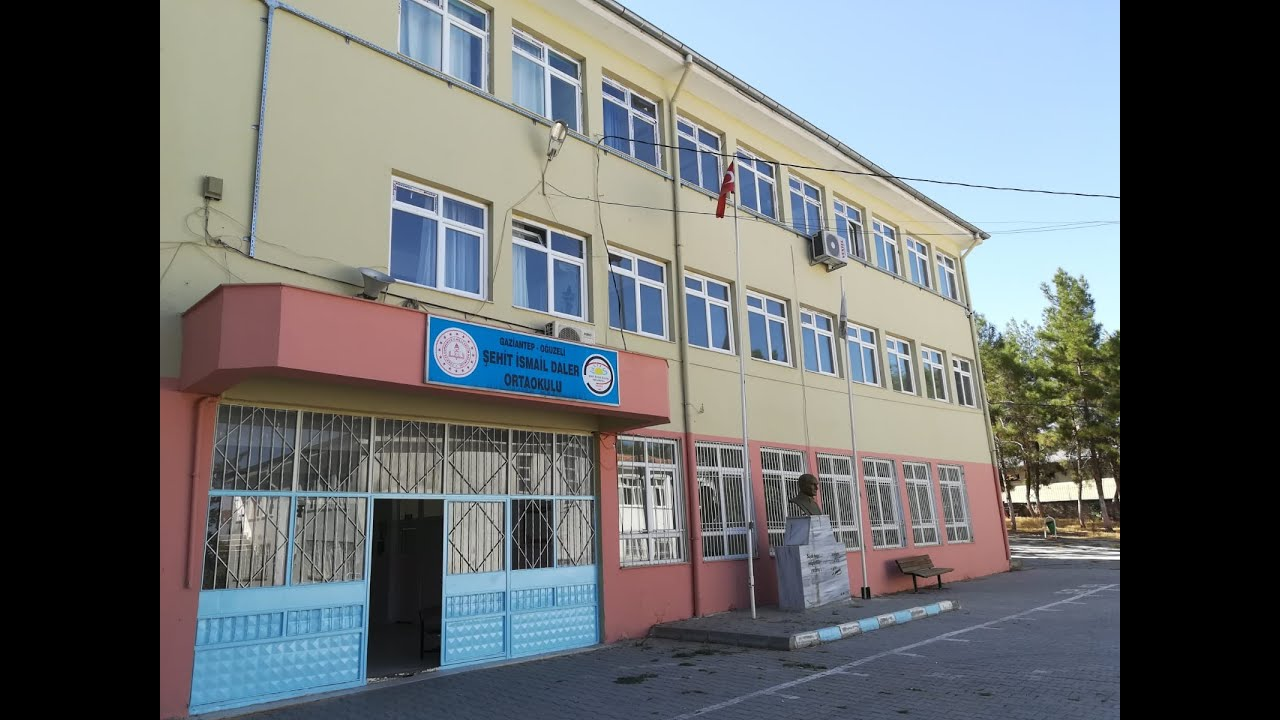 GAZİANTEP - OĞUZELİ
ŞEHİT İSMAİL DALER
ORTAOKULU